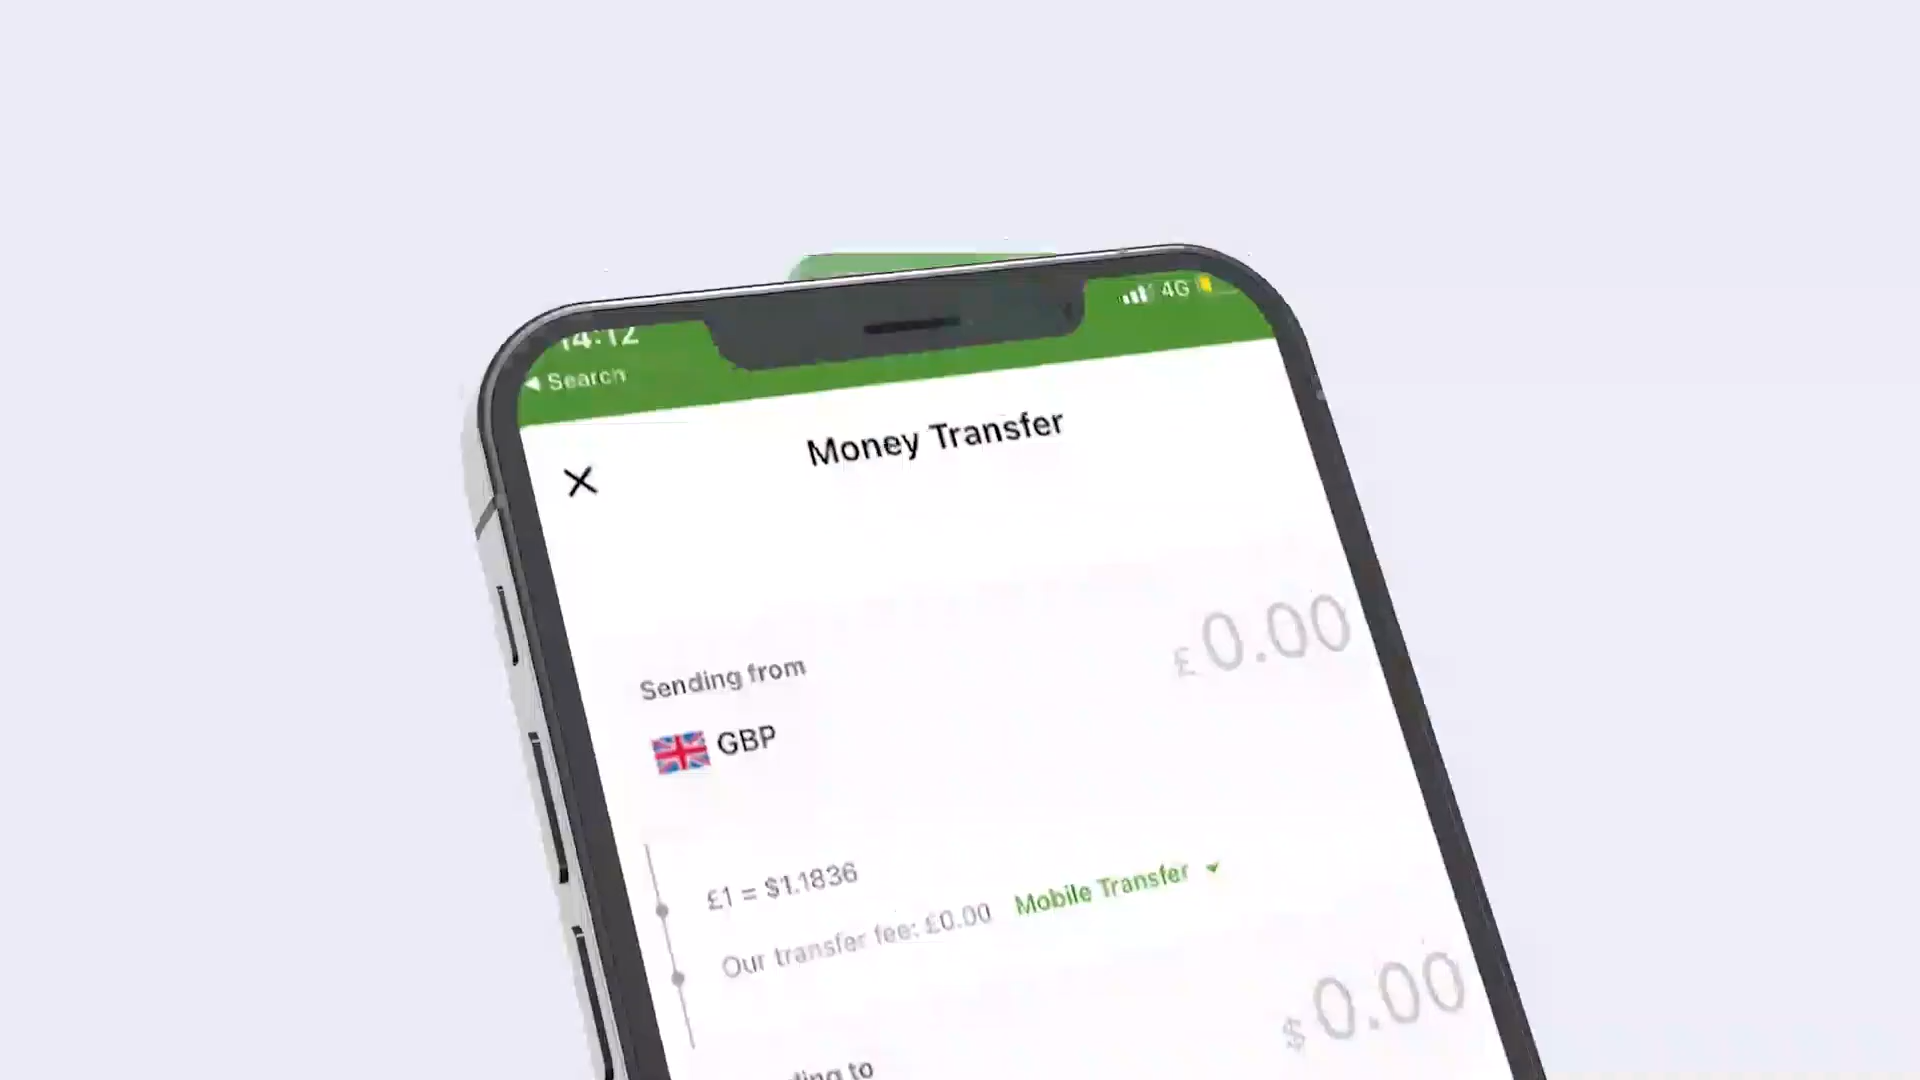 14:12
4G
◀ Search
Money Transfer
£0.00
Sending from
GBP
£1 = $1.1836
Our transfer fee: £0.00 Mobile Transfer
$0.00
to